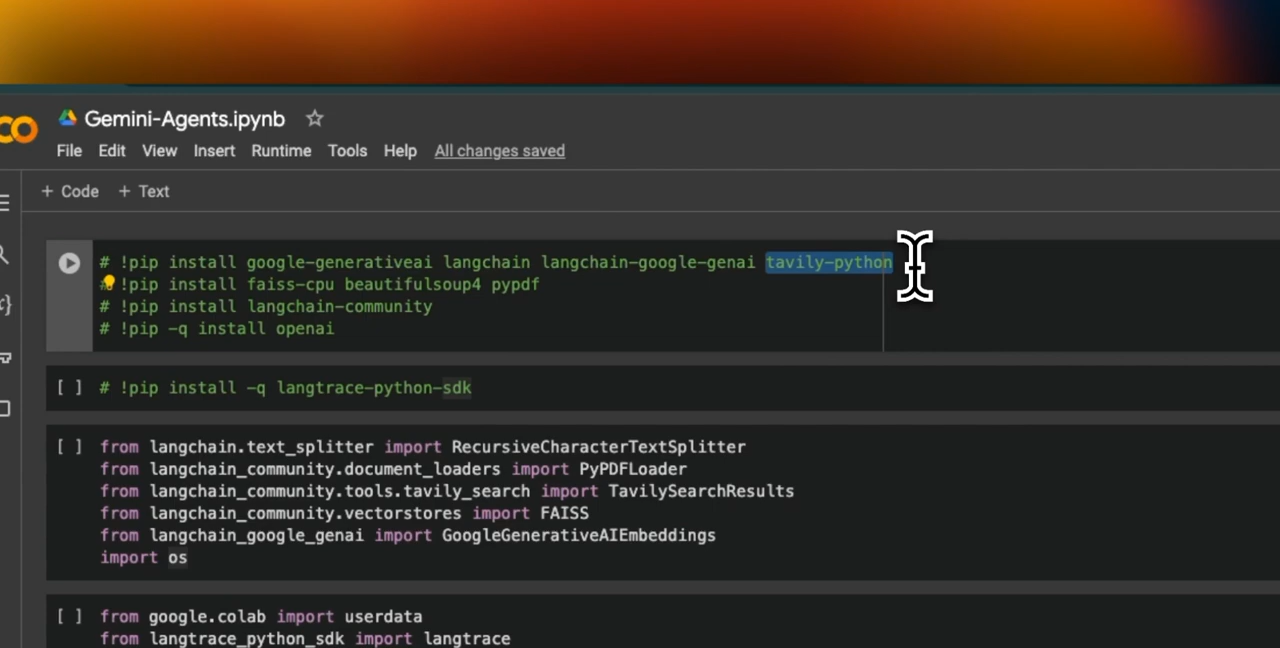 Gemini-Agents.ipynb
File Edit View Insert Runtime Tools Help All changes saved
+ Code + Text
# !pip install google-generativeai langchain langchain-google-genai tavily-python
# !pip install faiss-cpu beautifulsoup4 pypdf
# !pip install langchain-community
# !pip -q install openai
[ ] # !pip install -q langtrace-python-sdk
[ ] from langchain.text_splitter import RecursiveCharacterTextSplitter
from langchain_community.document_loaders import PyPDFLoader
from langchain_community.tools.tavily_search import TavilySearchResults
from langchain_community.vectorstores import FAISS
from langchain_google_genai import GoogleGenerativeAIEmbeddings
import os
[ ] from google.colab import userdata
from langtrace_python_sdk import langtrace